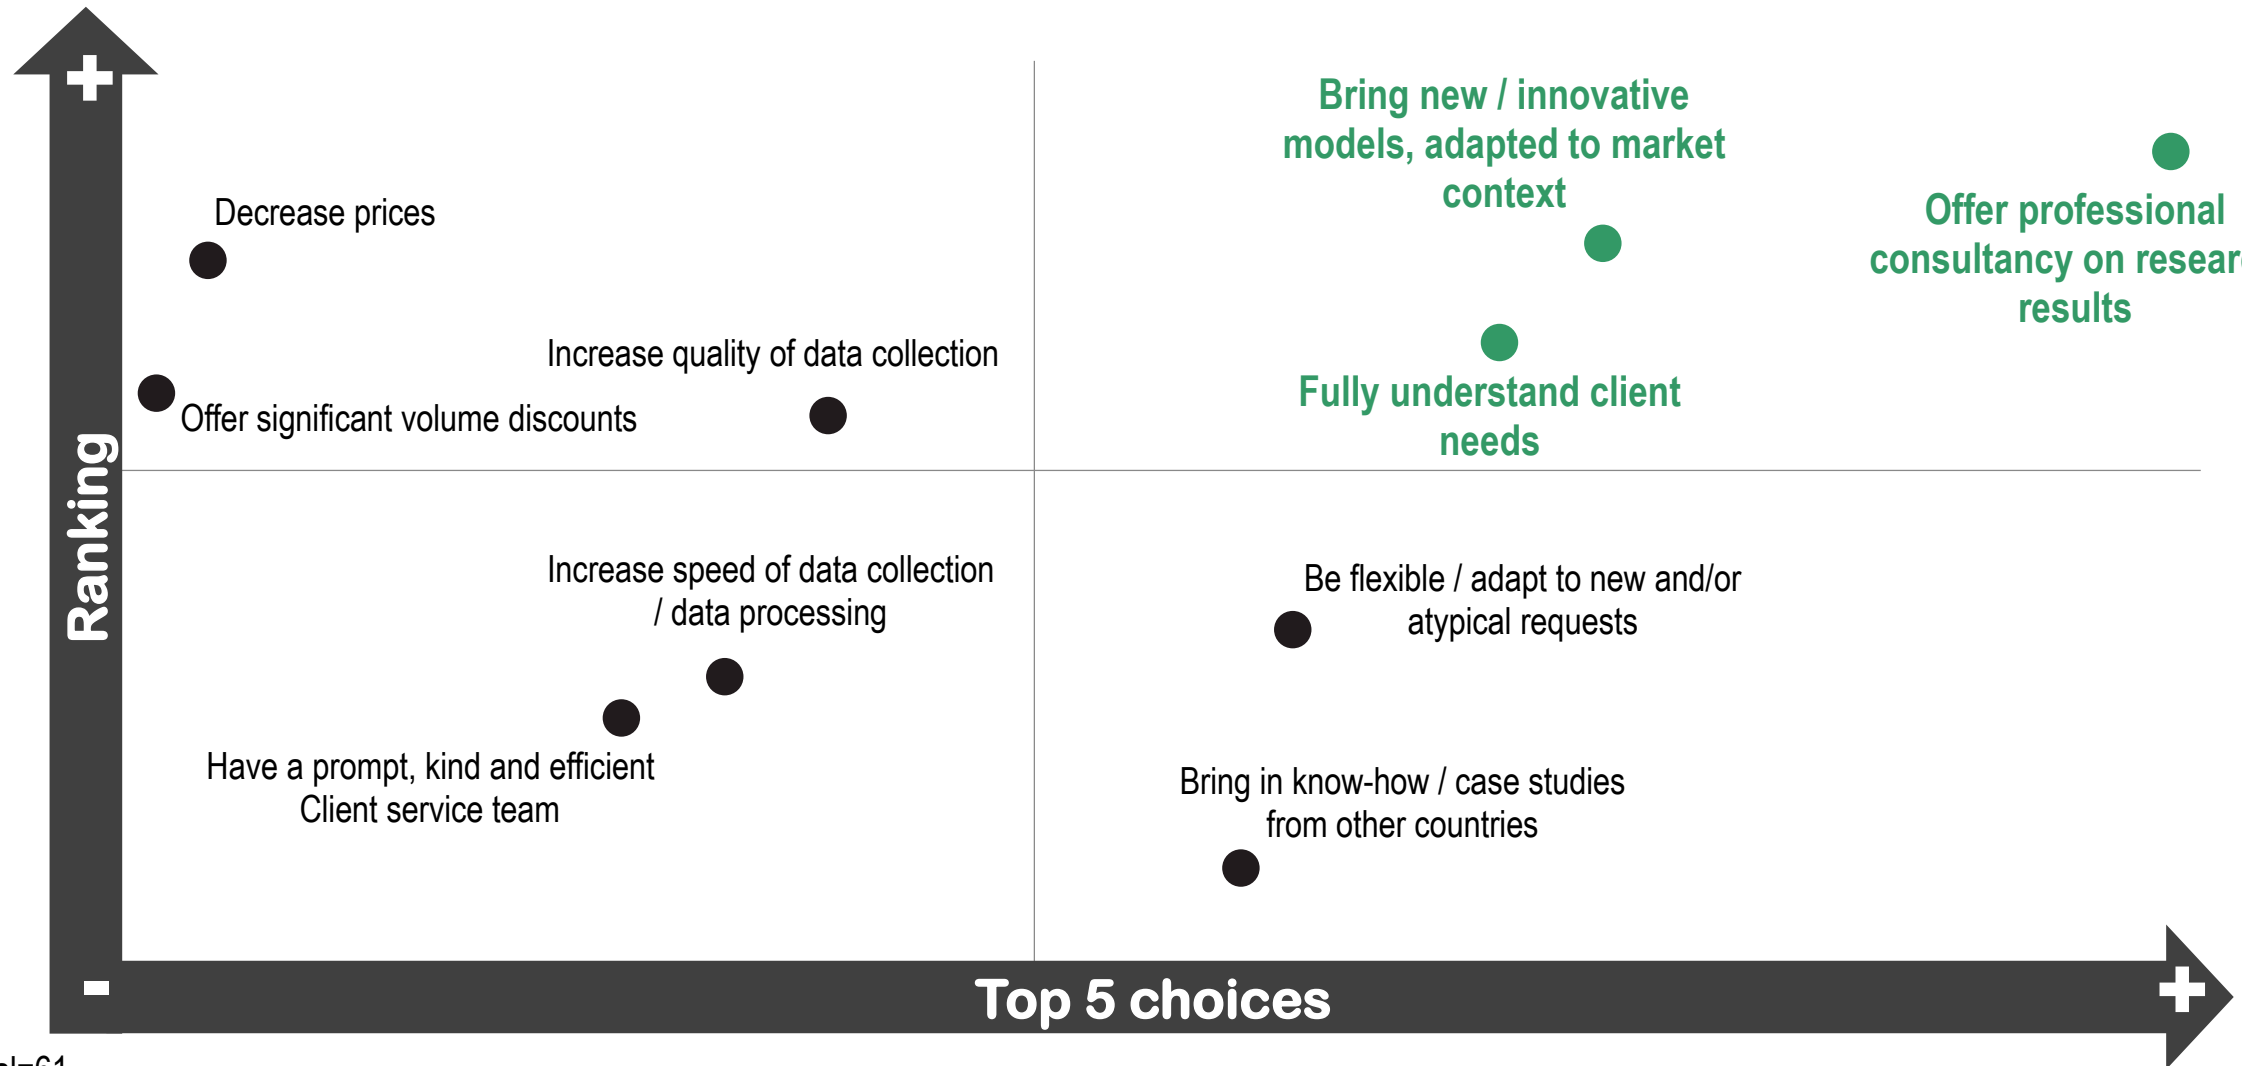 +
Bring new / innovative
models, adapted to market
context
Decrease prices
Offer professional
consultancy on
results
Increase quality of data collection
Offer significant volume discounts
Fully understand client
needs
Ranking
Increase speed of data collection
/ data processing
Be flexible / adapt to new and/or
atypical requests
Have a prompt, kind and efficient
Client service team
Bring in know-how / case studies
from other countries
-
Top 5 choices
+